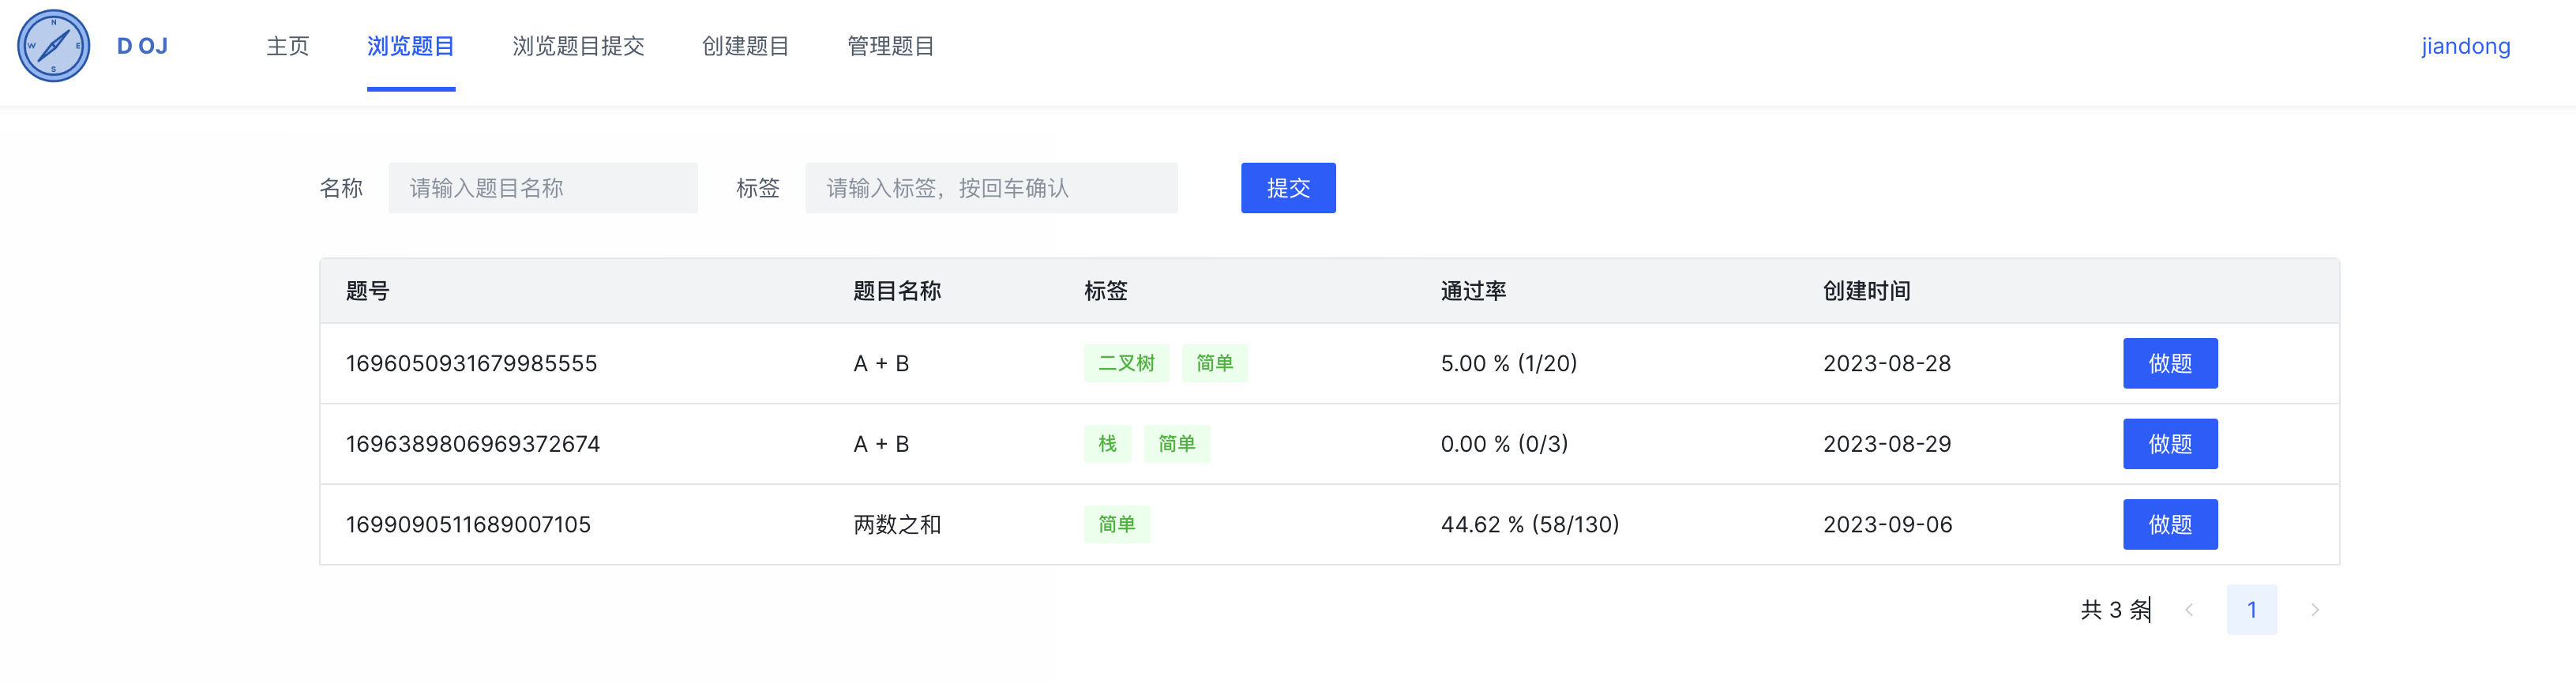 N
W E
S
D OJ 主页 浏览题目 浏览题目提交 创建题目 管理题目 jiandong
名称 请输入题目名称 标签 请输入标签，按回车确认 提交
题号 题目名称 标签 通过率 创建时间
1696050931679985555 A + B 二叉树 简单 5.00 % (1/20) 2023-08-28 做题
1696389806969372674 A + B 栈 简单 0.00 % (0/3) 2023-08-29 做题
1699090511689007105 两数之和 简单 44.62 % (58/130) 2023-09-06 做题
共 3 条 1